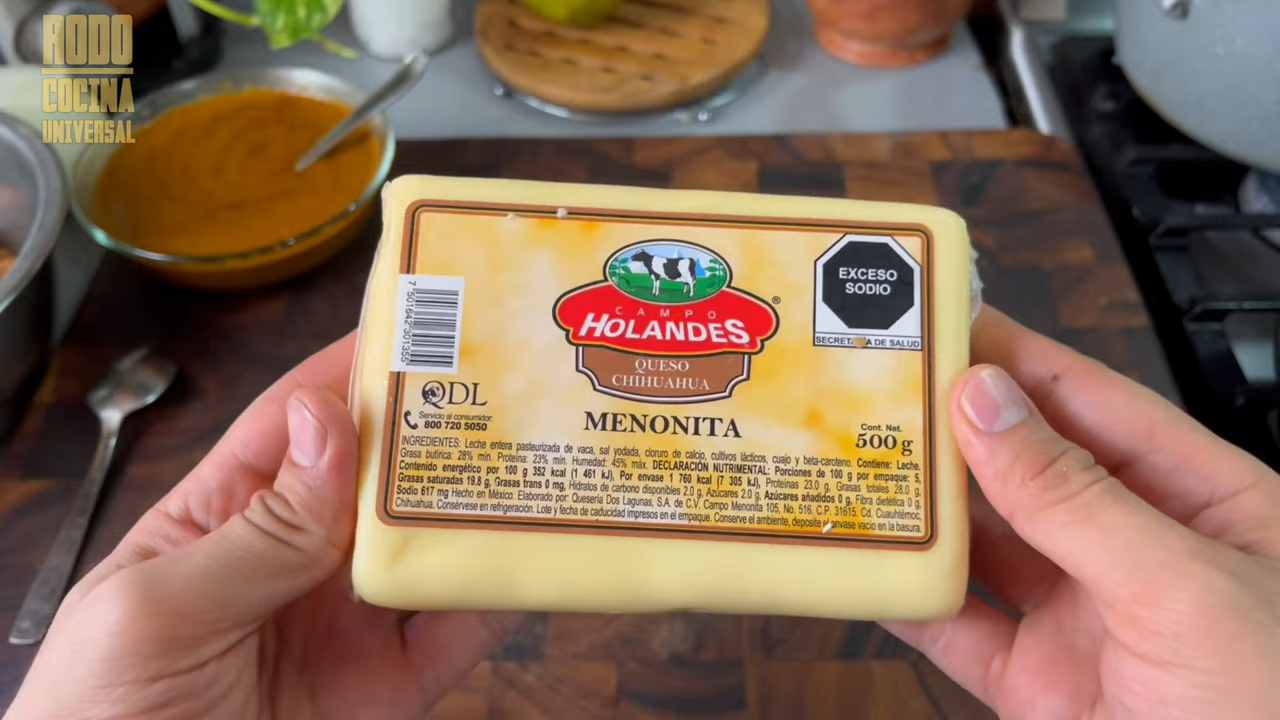 RODO
COCINA
UNIVERSAL
CAMPO
HOLANDES®
QUESO
CHIHUAHUA
MENONITA
EXCESO
SODIO
SECRETA A DE SALUD
7 501642 301355
QDL
Servicio al consumidor:
800 720 5050
Cont. Net.
500 g
INGREDIENTES: Leche entera pasteurizada de vaca, sal yodada, cloruro de calcio, cultivos lácticos, cuajo y beta-caroteno. Contiene: Leche.
Grasa butírica: 28% mín. Proteína: 23% mín. Humedad: 45% máx. DECLARACIÓN NUTRIMENTAL: Porciones de 100 g por empaque: 5,
Contenido energético por 100 g 352 kcal (1 461 kJ), Por envase 1 760 kcal (7 305 kJ), Proteínas 23.0 g, Grasas totales 28.0 g,
Grasas saturadas 19.8 g, Grasas trans 0 mg, Hidratos de carbono disponibles 2.0 g, Azúcares 2.0 g, Azúcares añadidos 0 g, Fibra dietética 0 g,
Sodio 617 mg Hecho en México. Elaborado por: Quesería Dos Lagunas, S.A. de C.V. Campo Menonita 105, No. 516. C.P. 31615. Cd. Cuauhtémoc,
Chihuahua. Consérvese en refrigeración. Lote y fecha de caducidad impresos en el empaque. Conserve el ambiente, deposite el envase vacío en la basura.